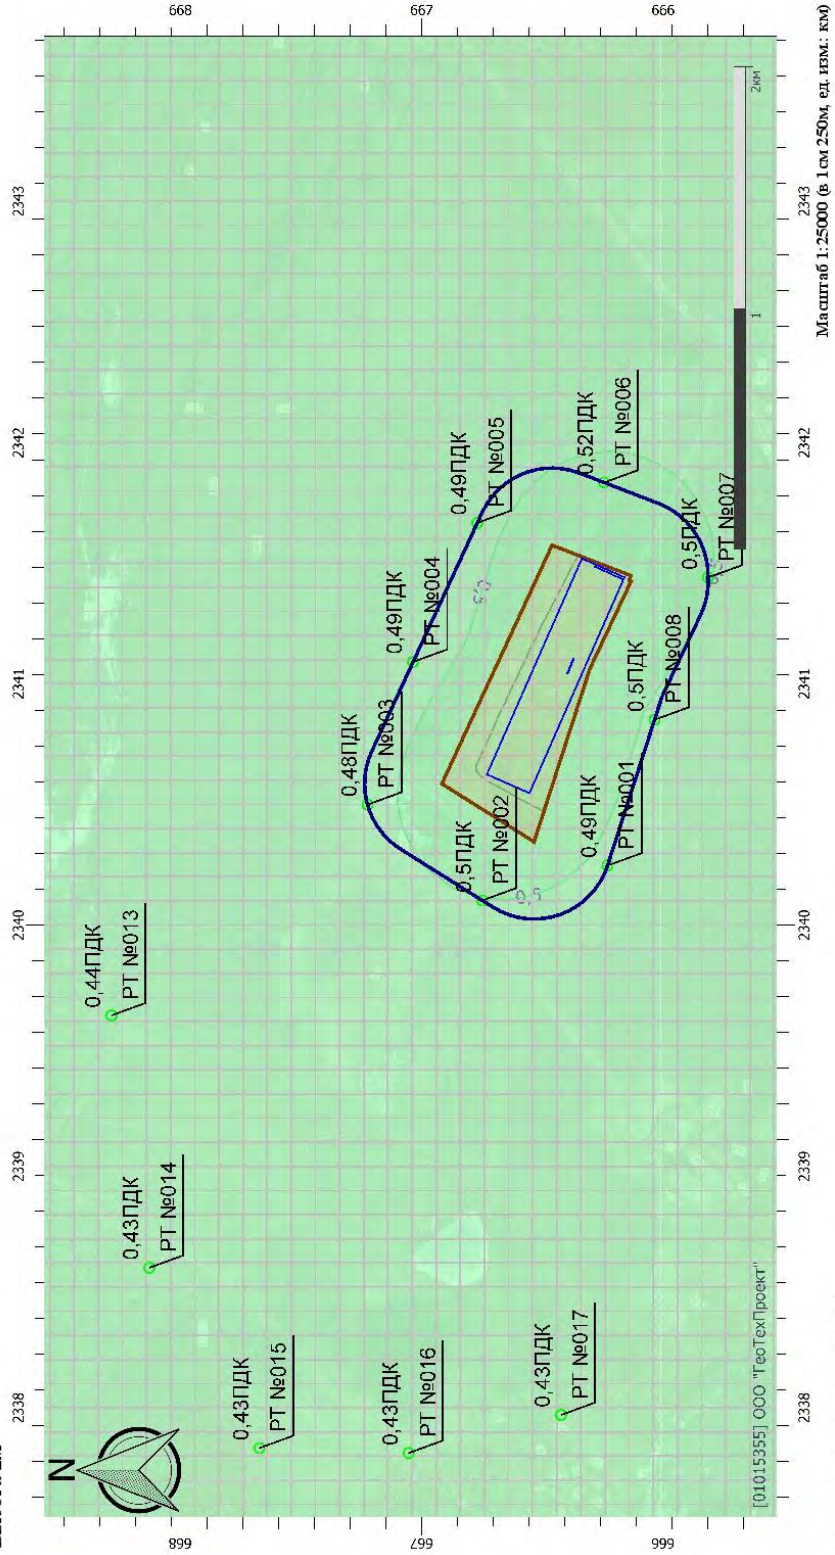 2338
2339
2340
2341
2342
2343
668
668
667
667
666
666
N
0,44ПДК
РТ №013
0,43ПДК
РТ №014
0,43ПДК
РТ №015
0,43ПДК
РТ №016
0,43ПДК
РТ №017
0,48ПДК
РТ №003
0,49ПДК
РТ №004
0,49ПДК
РТ №005
0,52ПДК
РТ №006
0,5ПДК
РТ №007
0,5ПДК
РТ №008
0,49ПДК
РТ №001
0,5ПДК
РТ №002
0,5
0,5
[01015355] ООО "ГеоТехПроект"
1
2км
2338
2339
2340
2341
2342
2343
Масштаб 1:25000 (в 1 см 250м, ед. изм.: км)